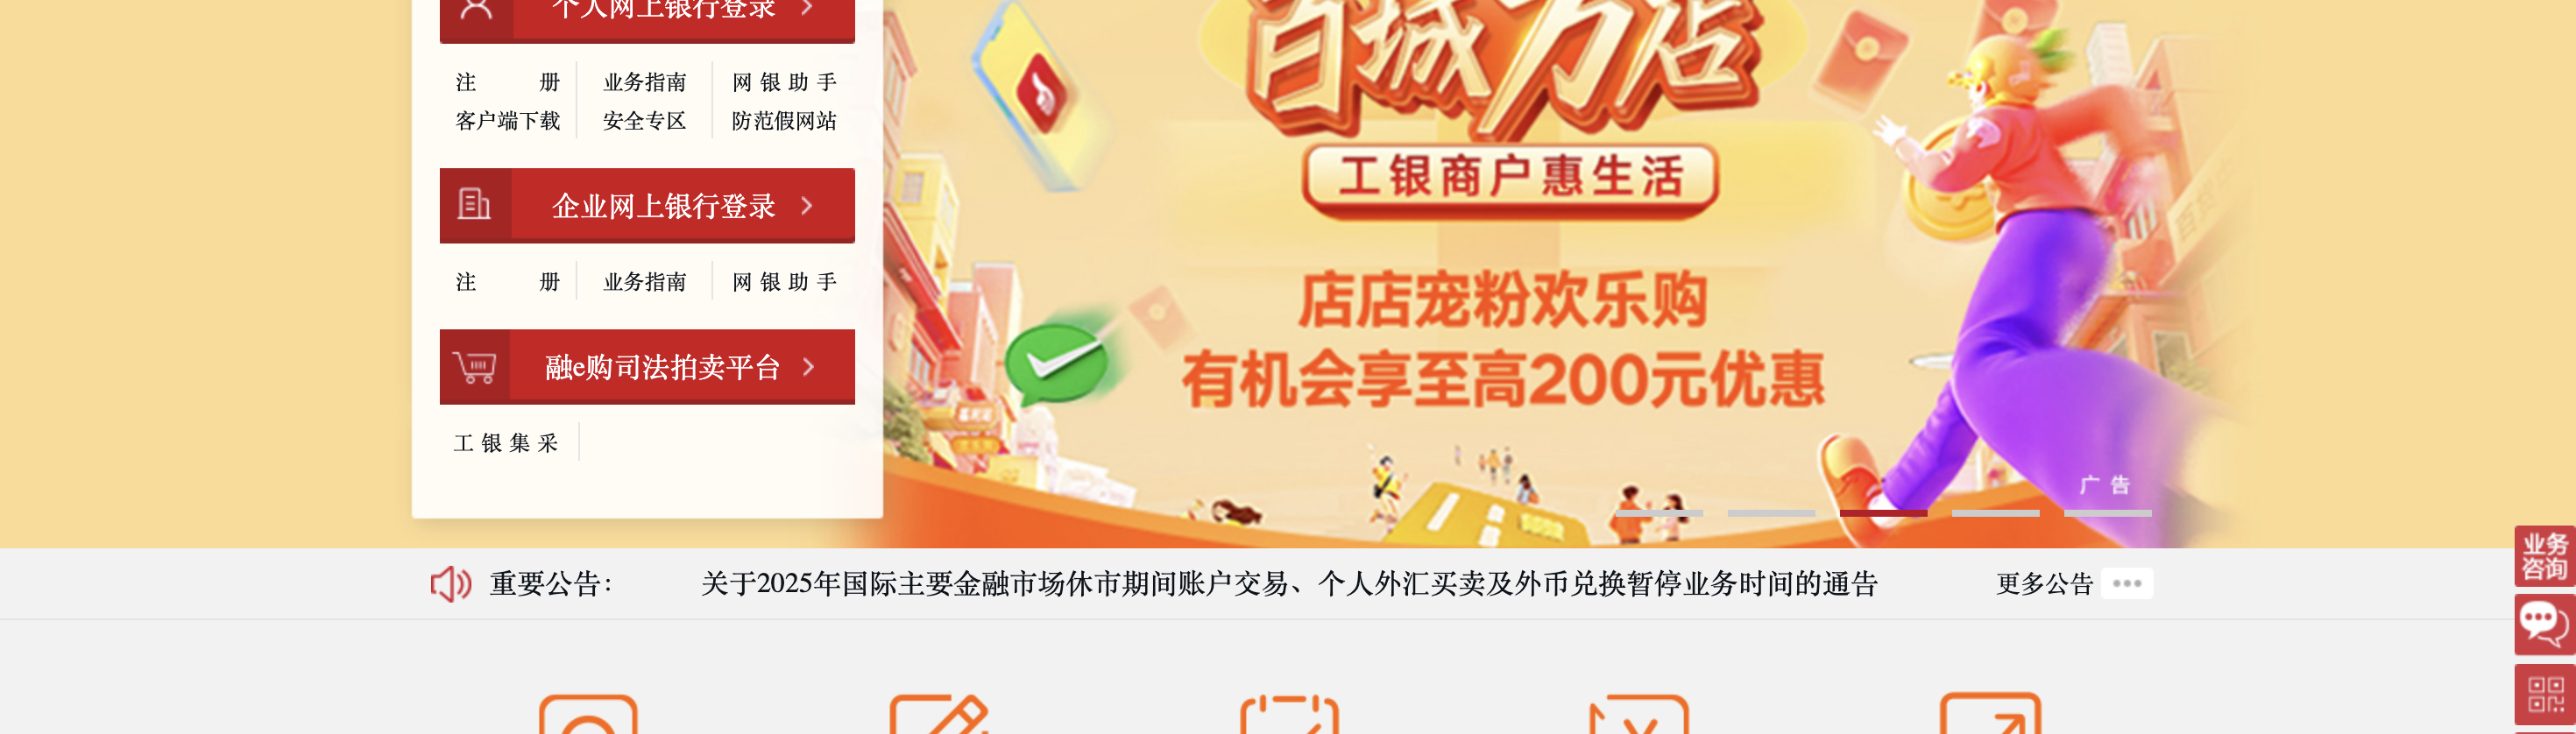 个人网上银行登录
注册 业务指南 网银助手
客户端下载 安全专区 防范假网站
企业网上银行登录
注册 业务指南 网银助手
融e购司法拍卖平台
工银集采
百城万店
工银商户惠生活
店店宠粉欢乐购
有机会享至高200元优惠
广告
重要公告： 关于2025年国际主要金融市场休市期间账户交易、个人外汇买卖及外币兑换暂停业务时间的通告 更多公告
业务
咨询